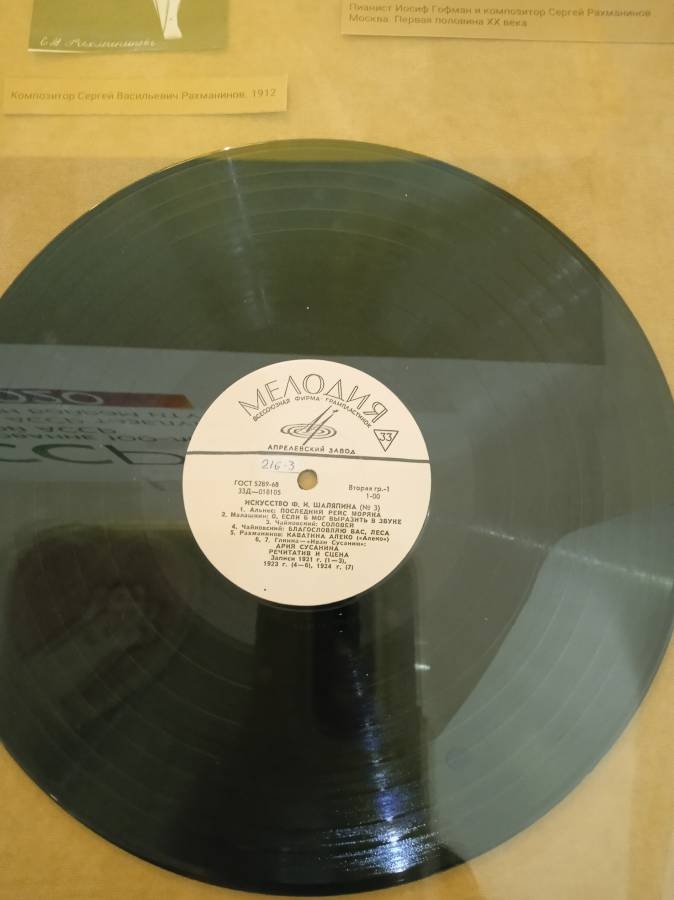 Пианист Иосиф Гофман и композитор Сергей Рахманинов
Москва. Первая половина XX века
Композитор Сергей Васильевич Рахманинов. 1912
МЕЛОДИЯ
ВСЕСОЮЗНАЯ ФИРМА ГРАМПЛАСТИНОК
33
АПРЕЛЕВСКИЙ ЗАВОД
216-3
ГОСТ 5289-68
Вторая гр.-1
33Д—018105
1-00
ИСКУССТВО Ф. И. ШАЛЯПИНА (№ 3)
1. Альнес: ПОСЛЕДНИЙ РЕЙС МОРЯКА
2. Малашкин: О, ЕСЛИ Б МОГ ВЫРАЗИТЬ В ЗВУКЕ
3. Чайковский: СОЛОВЕЙ
4. Чайковский: БЛАГОСЛОВЛЯЮ ВАС, ЛЕСА
5. Рахманинов: КАВАТИНА АЛЕКО («Алеко»)
6, 7. Глинка—«Иван Сусанин»:
АРИЯ СУСАНИНА
РЕЧИТАТИВ И СЦЕНА
Записи 1921 г. (1—3),
1923 г. (4—6), 1924 г. (7)